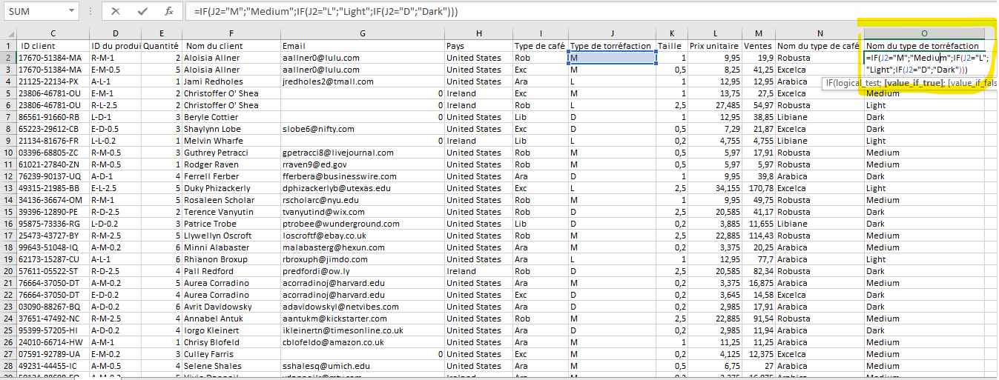 SUM =IF(J2="M";"Medium";IF(J2="L";"Light";IF(J2="D";"Dark")))
C D E F G H I J K L M N O
1 ID client ID du produi Quantité Nom du client Email Pays Type de café Type de torréfaction Taille Prix unitaire Ventes Nom du type de café Nom du type de torréfaction
2 17670-51384-MA R-M-1 2 Aloisia Allner aallner0@lulu.com United States Rob M 1 9,95 19,9 Robusta =IF(J2="M";"Medium";IF(J2="L";
3 17670-51384-MA E-M-0.5 5 Aloisia Allner aallner0@lulu.com United States Exc M 0,5 8,25 41,25 Excelca "Light";IF(J2="D";"Dark")))
4 21125-22134-PX A-L-1 1 Jami Redholes jredholes2@tmall.com United States Ara L 1 12,95 12,95 Arabica IF(logical_test; [value_if_true]; [value_if_fals
5 23806-46781-OU E-M-1 2 Christoffer O' Shea 0 Ireland Exc M 1 13,75 27,5 Excelca Medium
6 23806-46781-OU R-L-2.5 2 Christoffer O' Shea 0 Ireland Rob L 2,5 27,485 54,97 Robusta Light
7 86561-91660-RB L-D-1 3 Beryle Cottier 0 United States Lib D 1 12,95 38,85 Libiane Dark
8 65223-29612-CB E-D-0.5 3 Shaylynn Lobe slobe6@nifty.com United States Exc D 0,5 7,29 21,87 Excelca Dark
9 21134-81676-FR L-L-0.2 1 Melvin Wharfe 0 Ireland Lib L 0,2 4,755 4,755 Libiane Light
10 03396-68805-ZC R-M-0.5 3 Guthrey Petracci gpetracci8@livejournal.com United States Rob M 0,5 5,97 17,91 Robusta Medium
11 61021-27840-ZN R-M-0.5 1 Rodger Raven rraven9@ed.gov United States Rob M 0,5 5,97 5,97 Robusta Medium
12 76239-90137-UQ A-D-1 4 Ferrell Ferber fferbera@businesswire.com United States Ara D 1 9,95 39,8 Arabica Dark
13 49315-21985-BB E-L-2.5 5 Duky Phizackerly dphizackerlyb@utexas.edu United States Exc L 2,5 34,155 170,78 Excelca Light
14 34136-36674-OM R-M-1 5 Rosaleen Scholar rscholarc@nyu.edu United States Rob M 1 9,95 49,75 Robusta Medium
15 39396-12890-PE R-D-2.5 2 Terence Vanyutin tvanyutind@wix.com United States Rob D 2,5 20,585 41,17 Robusta Dark
16 95875-73336-RG L-D-0.2 3 Patrice Trobe ptrobee@wunderground.com United States Lib D 0,2 3,885 11,655 Libiane Dark
17 25473-43727-BY R-M-2.5 5 Llywellyn Oscroft loscroftf@ebay.co.uk United States Rob M 2,5 22,885 114,43 Robusta Medium
18 99643-51048-IQ A-M-0.2 6 Minni Alabaster malabasterg@hexun.com United States Ara M 0,2 3,375 20,25 Arabica Medium
19 62173-15287-CU A-L-1 6 Rhianon Broxup rbroxuph@jimdo.com United States Ara L 1 12,95 77,7 Arabica Light
20 57611-05522-ST R-D-2.5 4 Pall Redford predfordi@ow.ly Ireland Rob D 2,5 20,585 82,34 Robusta Dark
21 76664-37050-DT A-M-0.2 5 Aurea Corradino acorradinoj@harvard.edu United States Ara M 0,2 3,375 16,875 Arabica Medium
22 76664-37050-DT E-D-0.2 4 Aurea Corradino acorradinoj@harvard.edu United States Exc D 0,2 3,645 14,58 Excelca Dark
23 03090-88267-BQ A-D-0.2 6 Avrit Davidowsky adavidowskyl@netvibes.com United States Ara D 0,2 2,985 17,91 Arabica Dark
24 37651-47492-NC R-M-2.5 4 Annabel Antuk aantukm@kickstarter.com United States Rob M 2,5 22,885 91,54 Robusta Medium
25 95399-57205-HI A-D-0.2 4 Iorgo Kleinert ikleinertn@timesonline.co.uk United States Ara D 0,2 2,985 11,94 Arabica Dark
26 24010-66714-HW A-M-1 1 Chrisy Blofeld cblofeldo@amazon.co.uk United States Ara M 1 11,25 11,25 Arabica Medium
27 07591-92789-UA E-M-0.2 3 Culley Farris 0 United States Exc M 0,2 4,125 12,375 Excelca Medium
28 49231-44455-IC A-M-0.5 4 Selene Shales sshalesq@umich.edu United States Ara M 0,5 6,75 27 Arabica Medium